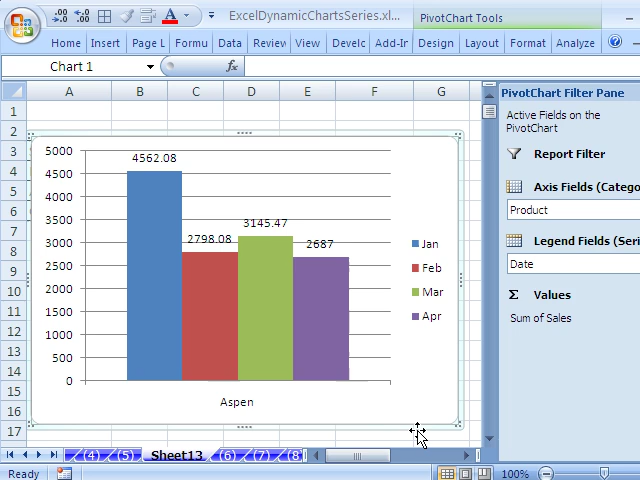 ExcelDynamicChartsSeries.xl...
PivotChart Tools
Home Insert Page L Formu Data Review View Develc Add-Ir Design Layout Format Analyze
Chart 1
fx
A B C D E F G
1
2
3
4
5
6
7
8
9
10
11
12
13
14
15
16
17
5000
4500
4000
3500
3000
2500
2000
1500
1000
500
0
4562.08
2798.08
3145.47
2687
Aspen
Jan
Feb
Mar
Apr
PivotChart Filter Pane
Active Fields on the
PivotChart
Report Filter
Axis Fields (Catego
Product
Legend Fields (Seri
Date
Σ Values
Sum of Sales
(4) (5) Sheet13 (6) (7) (8
Ready
100%